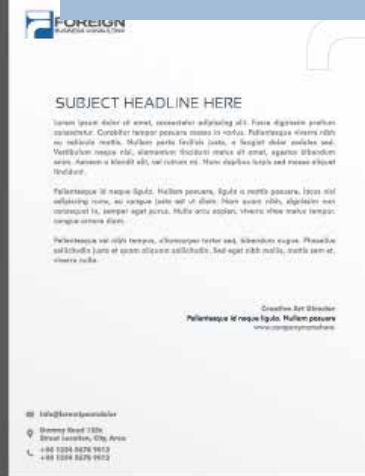 FOREIGN
BUSINESS CONSULTING
SUBJECT HEADLINE HERE
Lorem ipsum dolor sit amet, consectetur adipiscing elit. Fusce dignissim pretium
consectetur. Curabitur tempor posuere massa in varius. Pellentesque viverra nibh
eu vehicula mattis. Nullam porta facilisis justo, a feugiat dolor sodales sed.
Vestibulum neque nisl, elementum tincidunt metus sit amet, egestas bibendum
enim. Aenean a blandit elit, vel rutrum mi. Nunc dapibus turpis sed massa aliquet
tincidunt.
Pellentesque id neque ligula. Nullam posuere, ligula a mattis posuere, lacus nisl
adipiscing nunc, eu congue justo est ut diam. Nam quam nibh, dignissim non
consequat in, semper eget purus. Nulla arcu sapien, viverra vitae metus tempor,
congue ornare diam.
Pellentesque vel nibh tempus, ullamcorper tortor sed, bibendum augue. Phasellus
sollicitudin justo et quam aliquam sollicitudin. Sed eget nibh mollis, mattis sem et,
viverra nulla.
Creative Art Director
Pellentesque id neque ligula. Nullam posuere
www.companynamehere
Dummy Road 1234
Street Location, City, Area
+00 1234 5678 9012
+00 1234 5678 9012